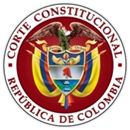 CORTE CONSTITUCIONAL
REPÚBLICA DE COLOMBIA